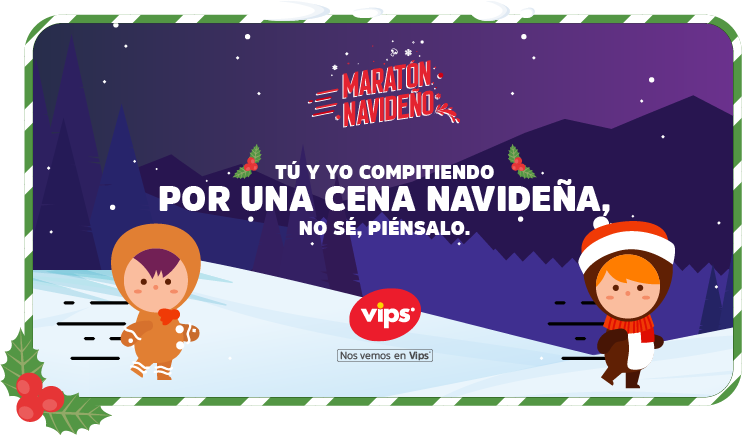 MARATÓN
NAVIDEÑO
TÚ Y YO COMPITIENDO
POR UNA CENA NAVIDEÑA,
NO SÉ, PIÉNSALO.
vips
Nos vemos en Vips